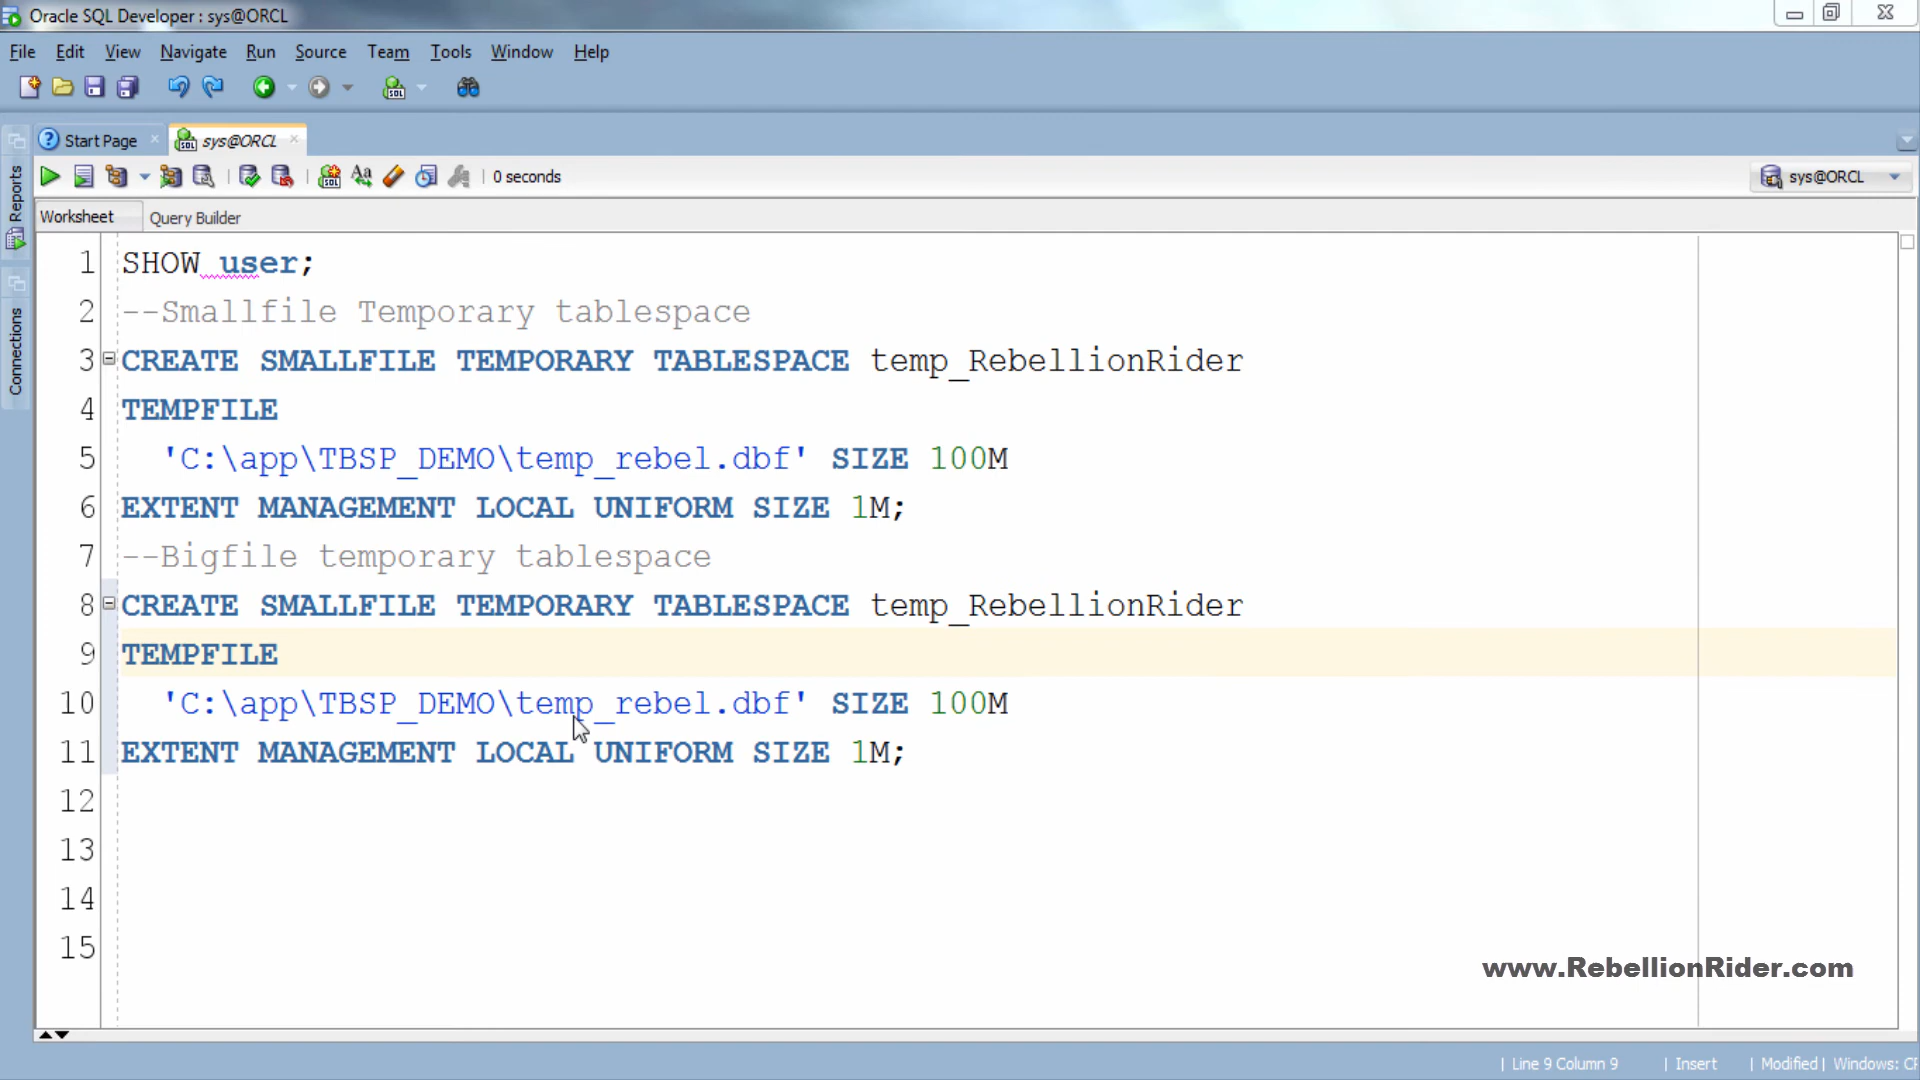 Oracle SQL Developer : sys@ORCL
File Edit View Navigate Run Source Team Tools Window Help
Start Page sys@ORCL
0 seconds
sys@ORCL
Worksheet Query Builder
Reports
Connections
1 SHOW user;
2 --Smallfile Temporary tablespace
3 CREATE SMALLFILE TEMPORARY TABLESPACE temp_RebellionRider
4 TEMPFILE
5 'C:\app\TBSP_DEMO\temp_rebel.dbf' SIZE 100M
6 EXTENT MANAGEMENT LOCAL UNIFORM SIZE 1M;
7 --Bigfile temporary tablespace
8 CREATE SMALLFILE TEMPORARY TABLESPACE temp_RebellionRider
9 TEMPFILE
10 'C:\app\TBSP_DEMO\temp_rebel.dbf' SIZE 100M
11 EXTENT MANAGEMENT LOCAL UNIFORM SIZE 1M;
12
13
14
15
www.RebellionRider.com
Line 9 Column 9 | Insert | Modified | Windows: